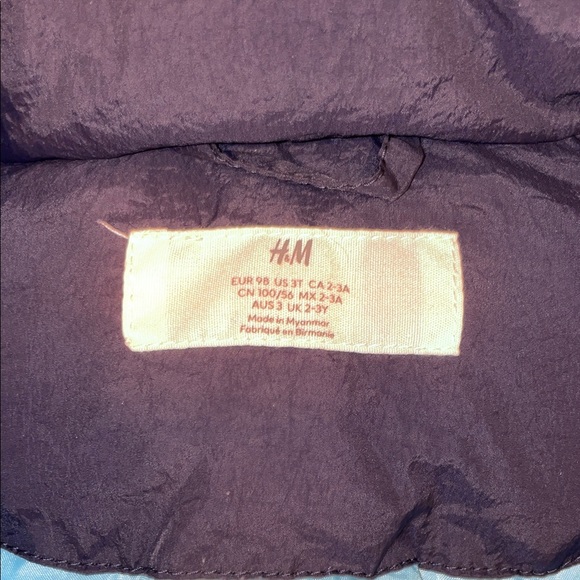 H&M
EUR 98 US 3T CA 2-3A
CN 100/56 MX 2-3A
AUS 3 UK 2-3Y
Made in Myanmar
Fabriqué en Birmanie